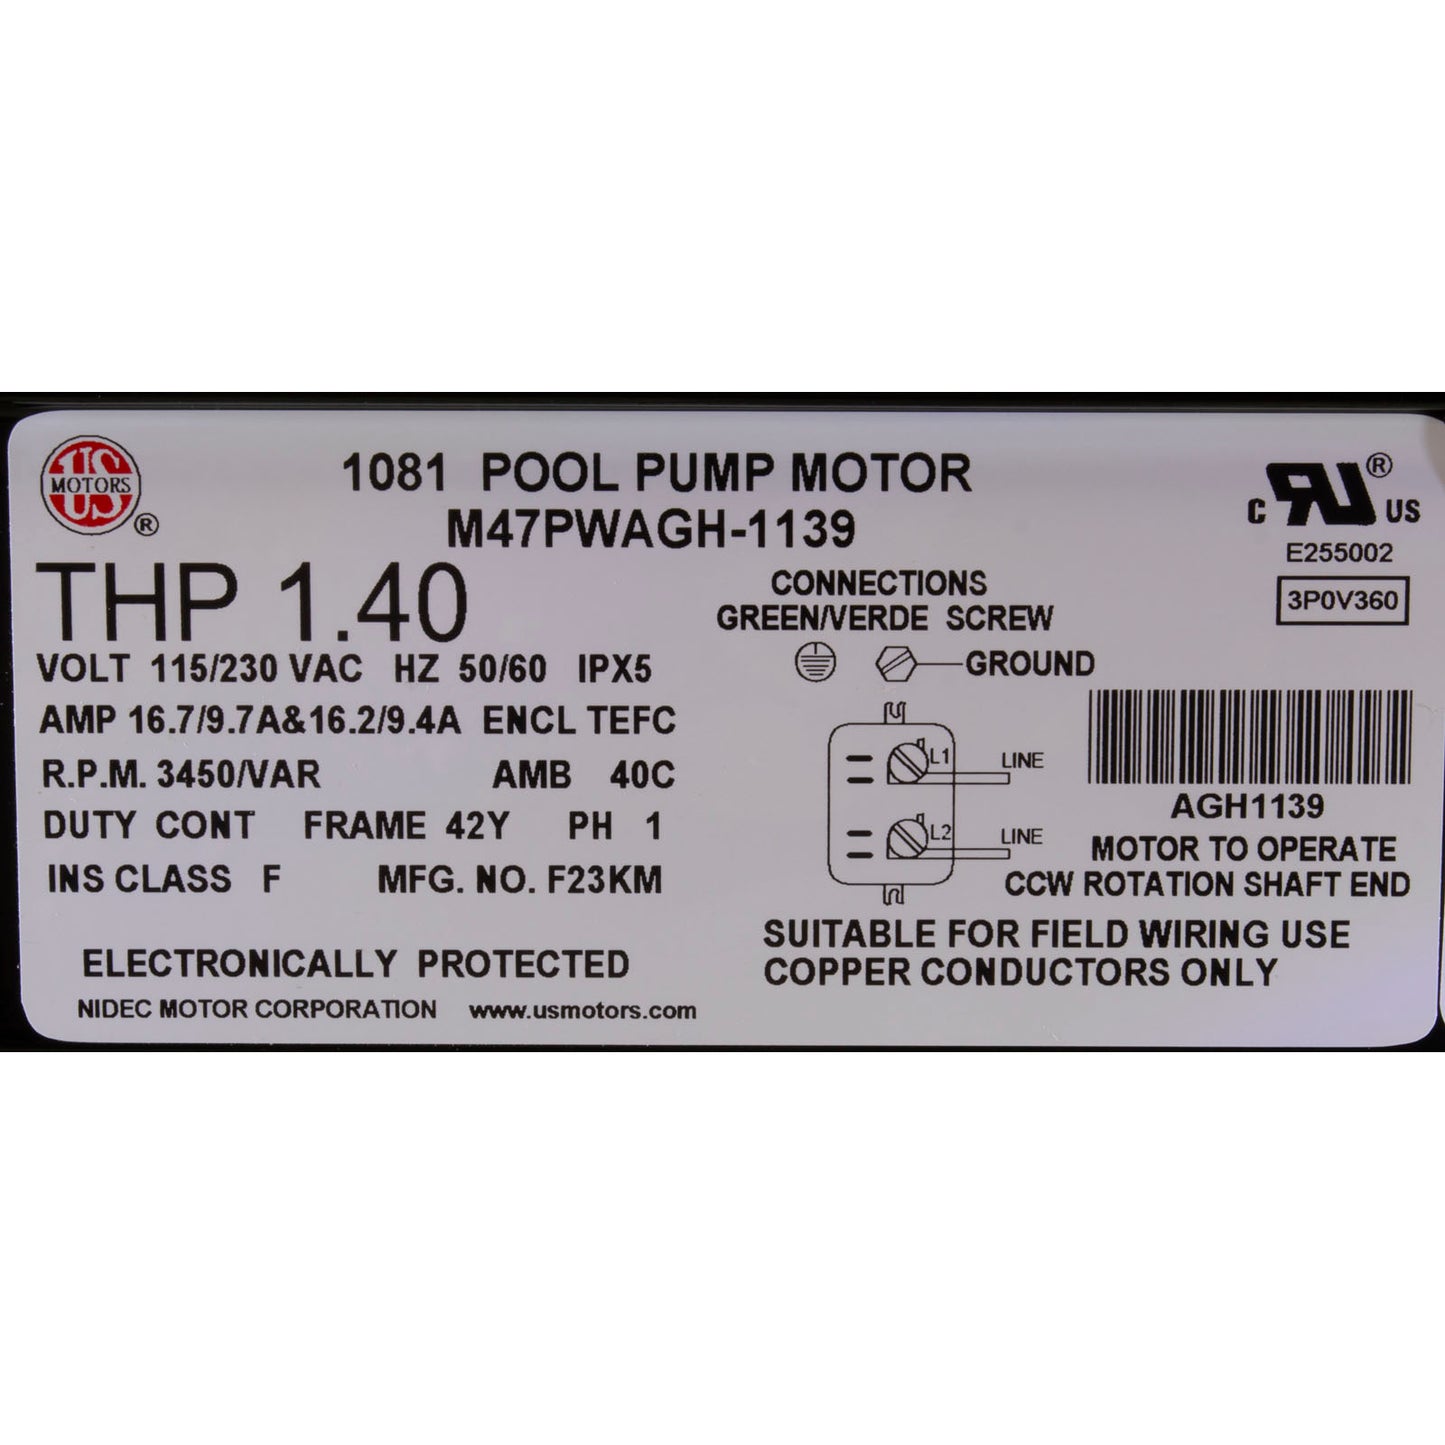 US
MOTORS
®
1081 POOL PUMP MOTOR
M47PWAGH-1139
THP 1.40
VOLT 115/230 VAC HZ 50/60 IPX5
AMP 16.7/9.7A&16.2/9.4A ENCL TEFC
R.P.M. 3450/VAR AMB 40C
DUTY CONT FRAME 42Y PH 1
INS CLASS F MFG. NO. F23KM
ELECTRONICALLY PROTECTED
NIDEC MOTOR CORPORATION www.usmotors.com
CONNECTIONS
GREEN/VERDE SCREW
GROUND
L1 LINE
L2 LINE
c RU ® US
E255002
3P0V360
AGH1139
MOTOR TO OPERATE
CCW ROTATION SHAFT END
SUITABLE FOR FIELD WIRING USE
COPPER CONDUCTORS ONLY